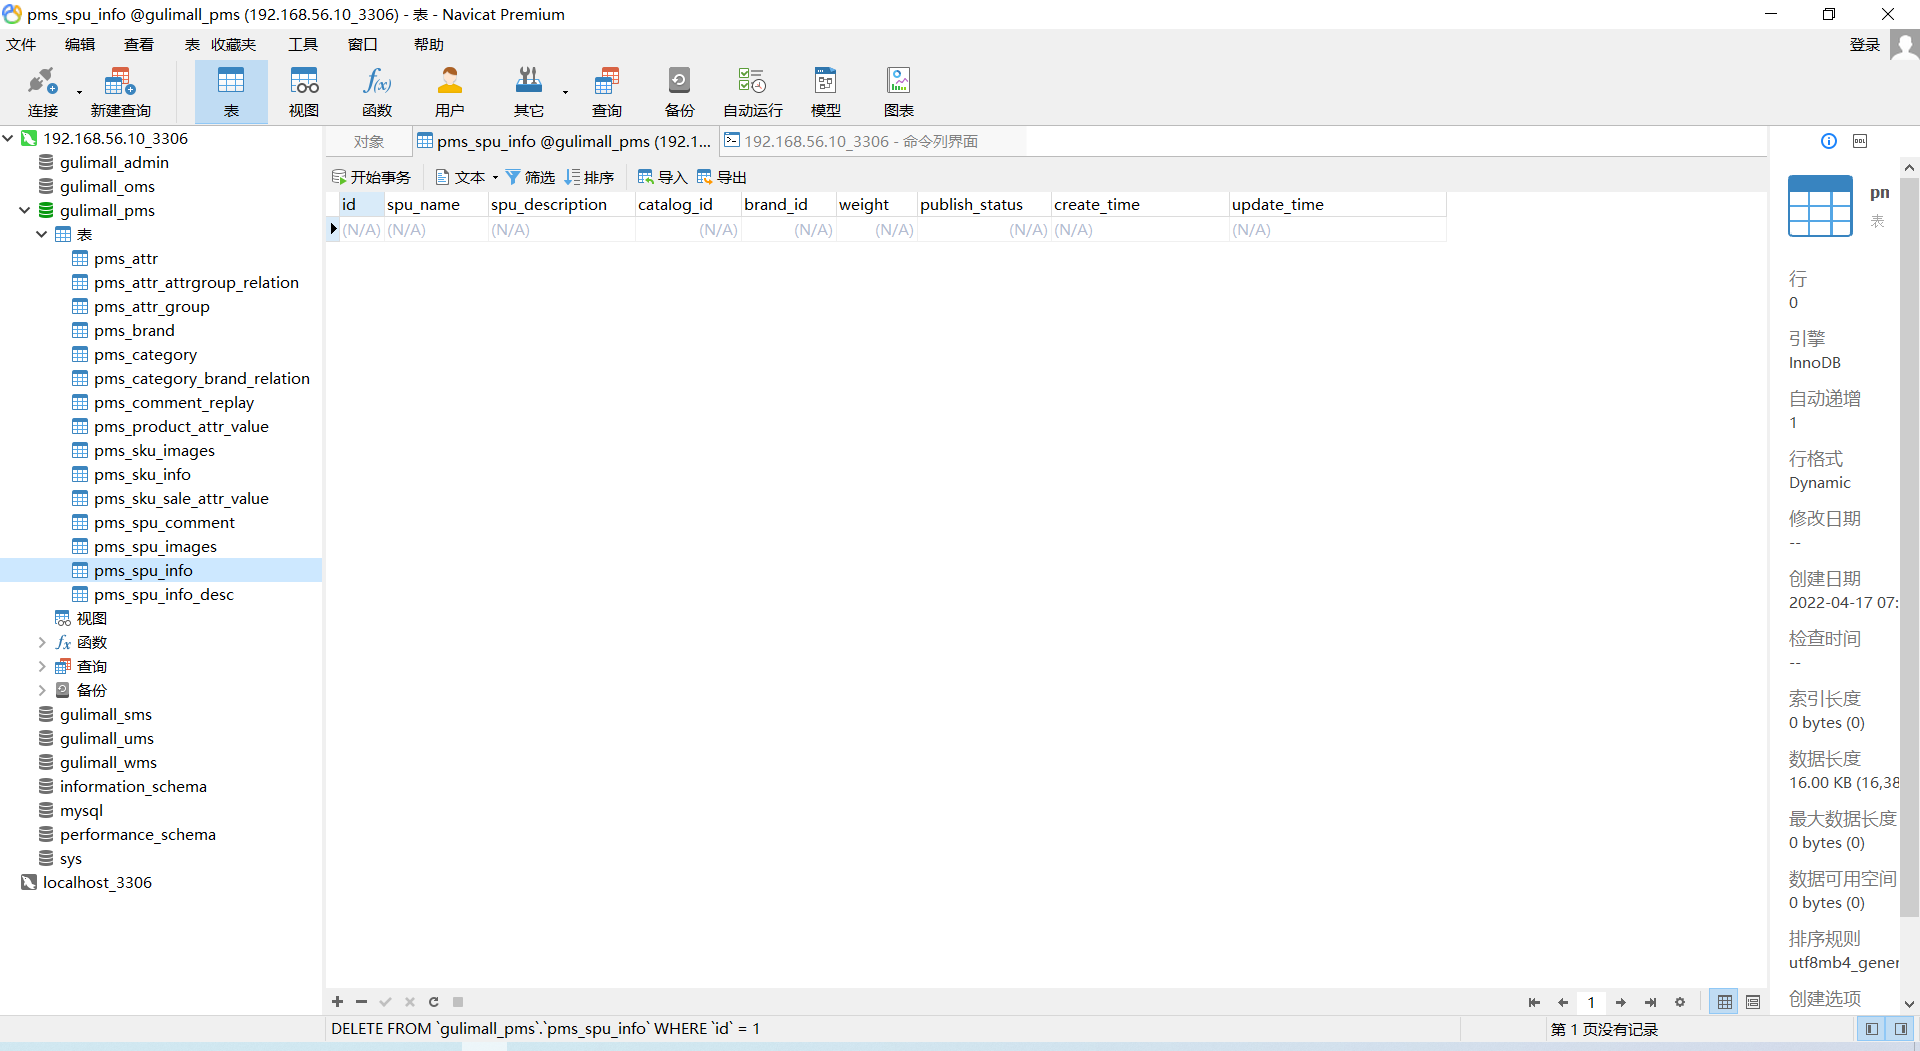 pms_spu_info @gulimall_pms (192.168.56.10_3306) - 表 - Navicat Premium
文件 编辑 查看 表 收藏夹 工具 窗口 帮助 登录
连接 新建查询 表 视图 函数 用户 其它 查询 备份 自动运行 模型 图表
192.168.56.10_3306
gulimall_admin
gulimall_oms
gulimall_pms
表
pms_attr
pms_attr_attrgroup_relation
pms_attr_group
pms_brand
pms_category
pms_category_brand_relation
pms_comment_replay
pms_product_attr_value
pms_sku_images
pms_sku_info
pms_sku_sale_attr_value
pms_spu_comment
pms_spu_images
pms_spu_info
pms_spu_info_desc
视图
函数
查询
备份
gulimall_sms
gulimall_ums
gulimall_wms
information_schema
mysql
performance_schema
sys
localhost_3306
对象 pms_spu_info @gulimall_pms (192.1... 192.168.56.10_3306 - 命令列界面
开始事务 文本 筛选 排序 导入 导出
id spu_name spu_description catalog_id brand_id weight publish_status create_time update_time
(N/A) (N/A) (N/A) (N/A) (N/A) (N/A) (N/A) (N/A) (N/A)
1
DDL
pn
表
行
0
引擎
InnoDB
自动递增
1
行格式
Dynamic
修改日期
--
创建日期
2022-04-17 07:
检查时间
--
索引长度
0 bytes (0)
数据长度
16.00 KB (16,38
最大数据长度
0 bytes (0)
数据可用空间
0 bytes (0)
排序规则
utf8mb4_gener
创建选项
DELETE FROM `gulimall_pms`.`pms_spu_info` WHERE `id` = 1
第 1 页没有记录